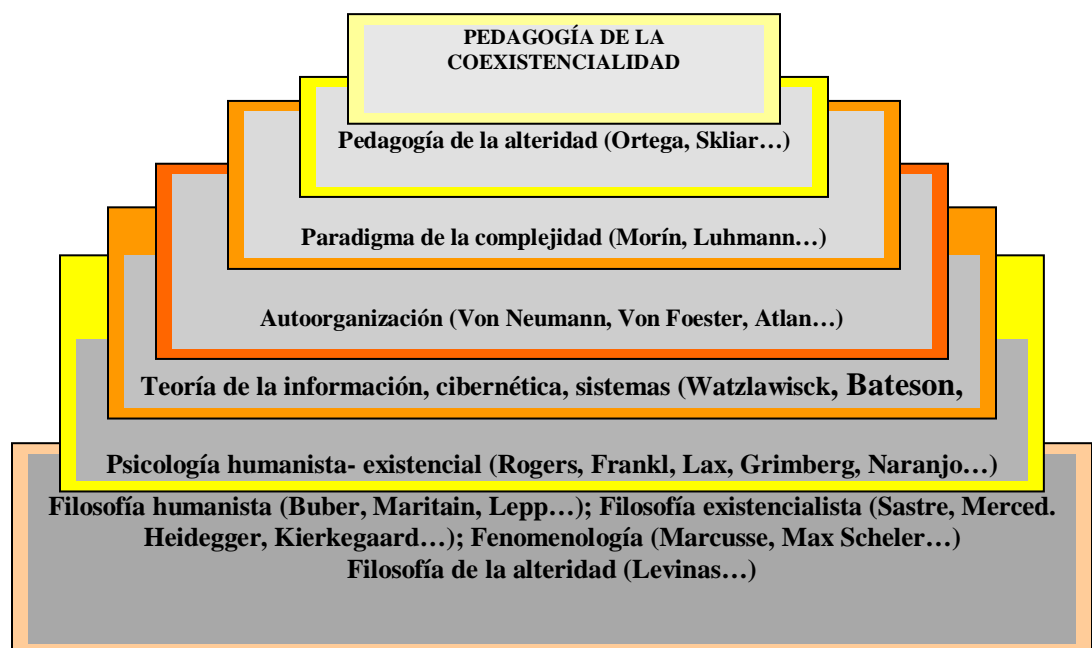 PEDAGOGÍA DE LA
COEXISTENCIALIDAD
Pedagogía de la alteridad (Ortega, Skliar…)
Paradigma de la complejidad (Morín, Luhmann…)
Autoorganización (Von Neumann, Von Foester, Atlan…)
Teoría de la información, cibernética, sistemas (Watzlawisck, Bateson,
Psicología humanista- existencial (Rogers, Frankl, Lax, Grimberg, Naranjo…)
Filosofía humanista (Buber, Maritain, Lepp…); Filosofía existencialista (Sastre, Merced.
Heidegger, Kierkegaard…); Fenomenología (Marcusse, Max Scheler…)
Filosofía de la alteridad (Levinas…)